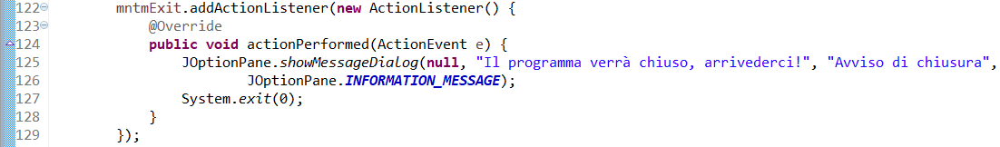 122 mntmExit.addActionListener(new ActionListener() {
123 @Override
124 public void actionPerformed(ActionEvent e) {
125 JOptionPane.showMessageDialog(null, "Il programma verrà chiuso, arrivederci!", "Avviso di chiusura",
126 JOptionPane.INFORMATION_MESSAGE);
127 System.exit(0);
128 }
129 });